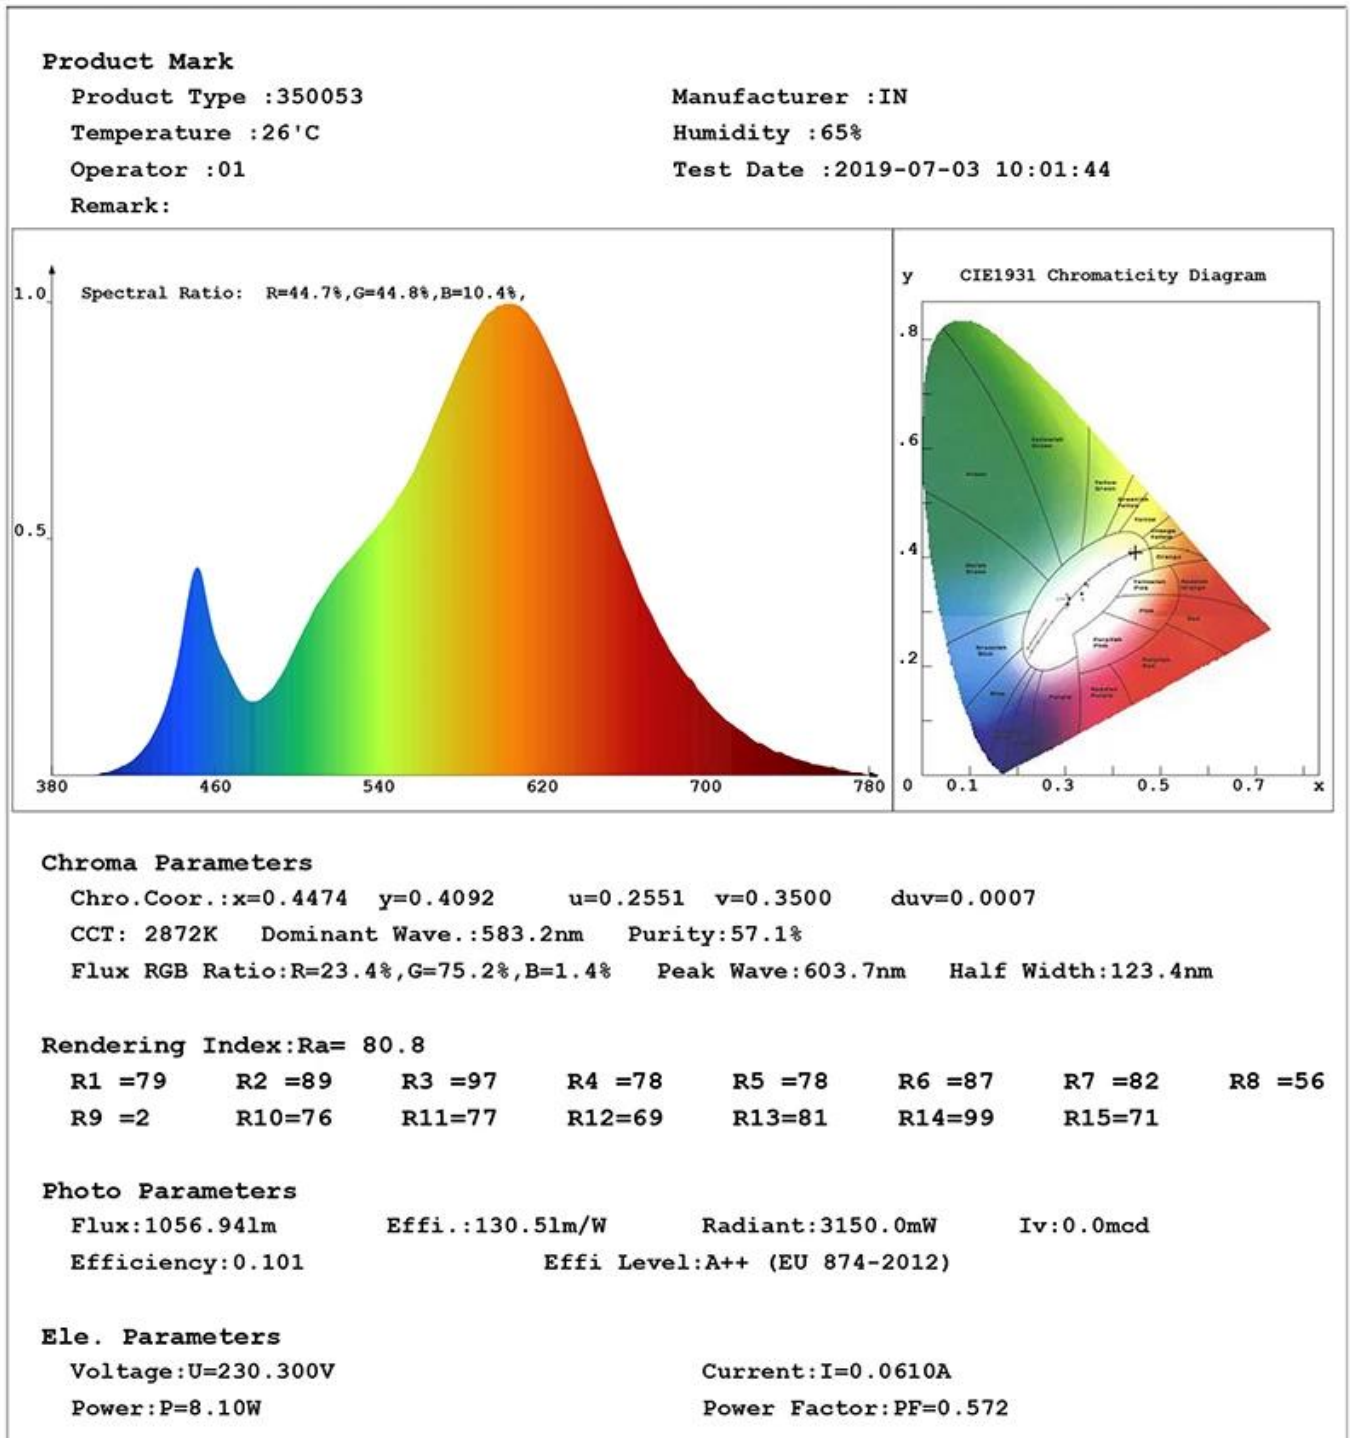 Product Mark
Product Type :350053 Manufacturer :IN
Temperature :26'C Humidity :65%
Operator :01 Test Date :2019-07-03 10:01:44
Remark:
Spectral Ratio: R=44.7%,G=44.8%,B=10.4%,
1.0
0.5
380 460 540 620 700 780
y CIE1931 Chromaticity Diagram
.8
.6
.4
.2
0 0.1 0.3 0.5 0.7 x
Chroma Parameters
Chro.Coor.:x=0.4474 y=0.4092 u=0.2551 v=0.3500 duv=0.0007
CCT: 2872K Dominant Wave.:583.2nm Purity:57.1%
Flux RGB Ratio:R=23.4%,G=75.2%,B=1.4% Peak Wave:603.7nm Half Width:123.4nm
Rendering Index:Ra= 80.8
R1 =79 R2 =89 R3 =97 R4 =78 R5 =78 R6 =87 R7 =82 R8 =56
R9 =2 R10=76 R11=77 R12=69 R13=81 R14=99 R15=71
Photo Parameters
Flux:1056.94lm Effi.:130.5lm/W Radiant:3150.0mW Iv:0.0mcd
Efficiency:0.101 Effi Level:A++ (EU 874-2012)
Ele. Parameters
Voltage:U=230.300V Current:I=0.0610A
Power:P=8.10W Power Factor:PF=0.572